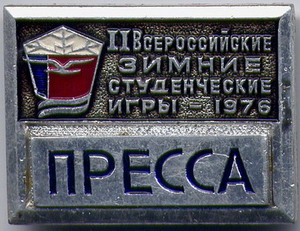 II Всероссийские
зимние
студенческие
игры – 1976
ПРЕССА